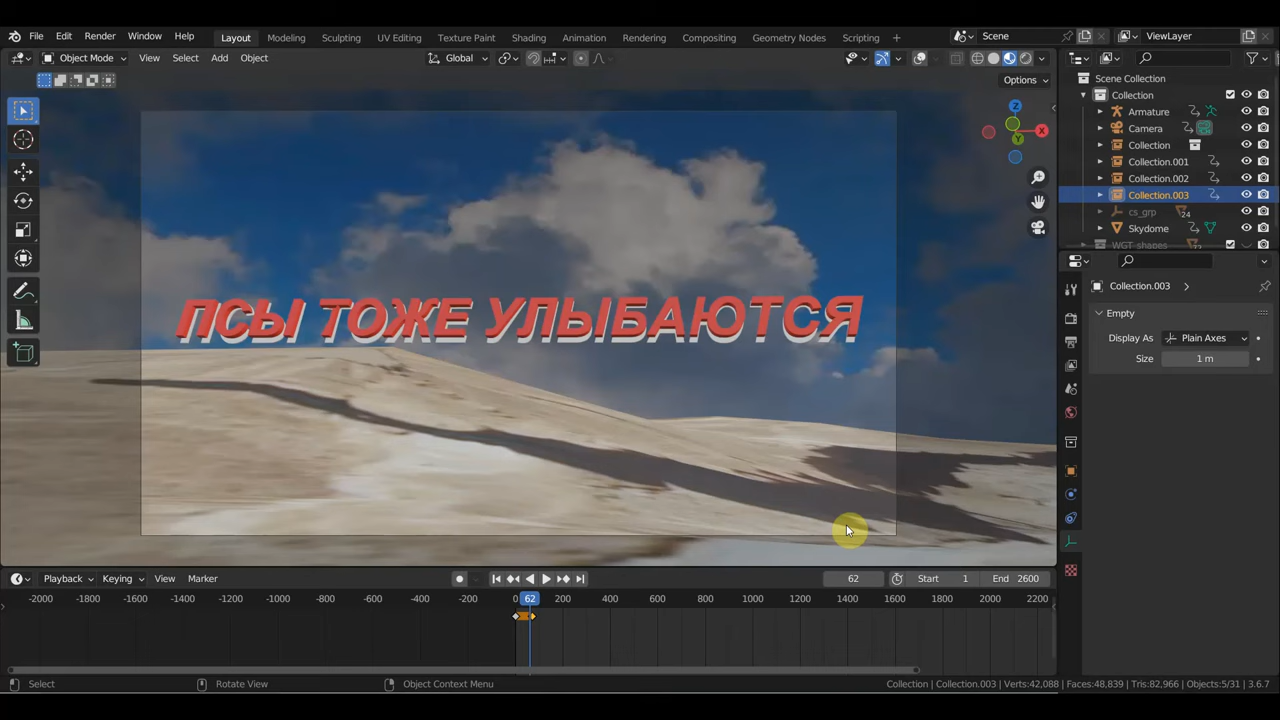 File Edit Render Window Help Layout Modeling Sculpting UV Editing Texture Paint Shading Animation Rendering Compositing Geometry Nodes Scripting + Scene ViewLayer
Object Mode View Select Add Object Global
Options
Z
X
Y
ПСЫ ТОЖЕ УЛЫБАЮТСЯ
Scene Collection
Collection
Armature
Camera
Collection
Collection.001
Collection.002
Collection.003
cs_grp 24
Skydome
WGT_shapes
Collection.003
Empty
Display As Plain Axes
Size 1 m
Playback Keying View Marker 62 Start 1 End 2600
-2000 -1800 -1600 -1400 -1200 -1000 -800 -600 -400 -200 0 62 200 400 600 800 1000 1200 1400 1600 1800 2000 2200
Select Rotate View Object Context Menu Collection | Collection.003 | Verts:42,088 | Faces:48,839 | Tris:82,966 | Objects:5/31 | 3.6.7